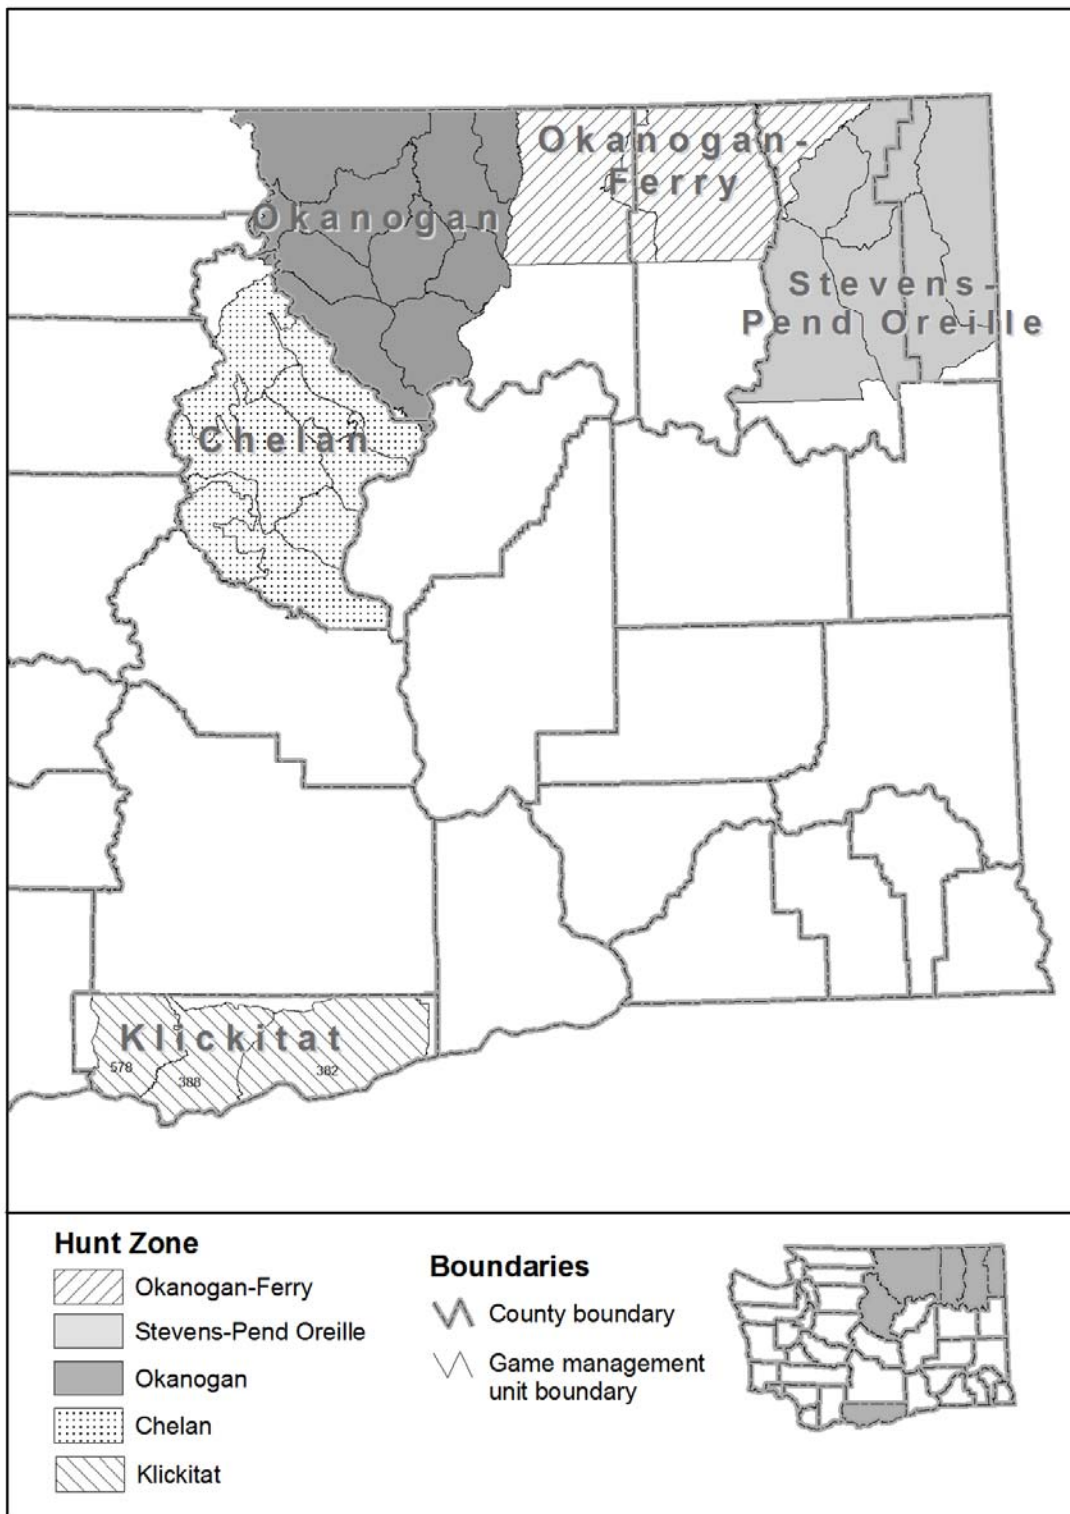 Okanogan-
Ferry
Okanogan
Stevens-
Pend Oreille
Chelan
Klickitat
578
388
382
Hunt Zone
Okanogan-Ferry
Stevens-Pend Oreille
Okanogan
Chelan
Klickitat
Boundaries
County boundary
Game management
unit boundary